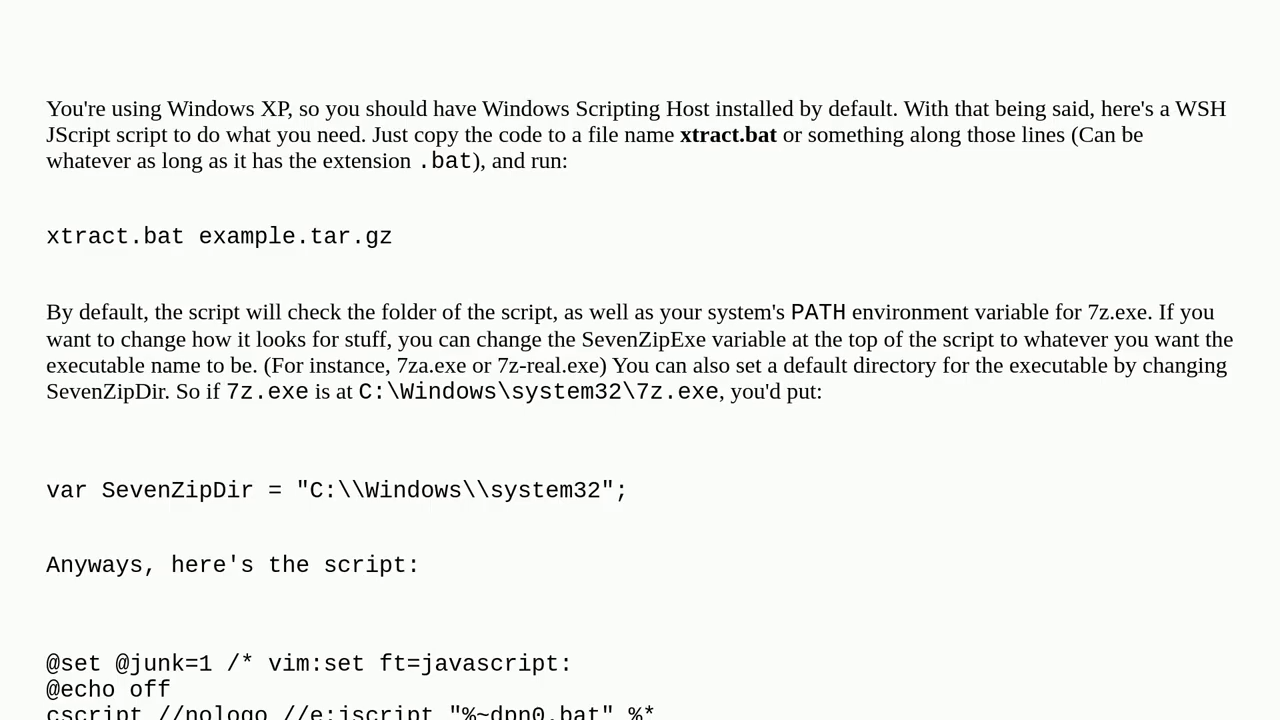 You're using Windows XP, so you should have Windows Scripting Host installed by default. With that being said, here's a WSH
JScript script to do what you need. Just copy the code to a file name xtract.bat or something along those lines (Can be
whatever as long as it has the extension .bat), and run:
xtract.bat example.tar.gz
By default, the script will check the folder of the script, as well as your system's PATH environment variable for 7z.exe. If you
want to change how it looks for stuff, you can change the SevenZipExe variable at the top of the script to whatever you want the
executable name to be. (For instance, 7za.exe or 7z-real.exe) You can also set a default directory for the executable by changing
SevenZipDir. So if 7z.exe is at C:\Windows\system32\7z.exe, you'd put:
var SevenZipDir = "C:\\Windows\\system32";
Anyways, here's the script:
@set @junk=1 /* vim:set ft=javascript:
@echo off
cscript //nologo //e:jscript "%~dpn0.bat" %*